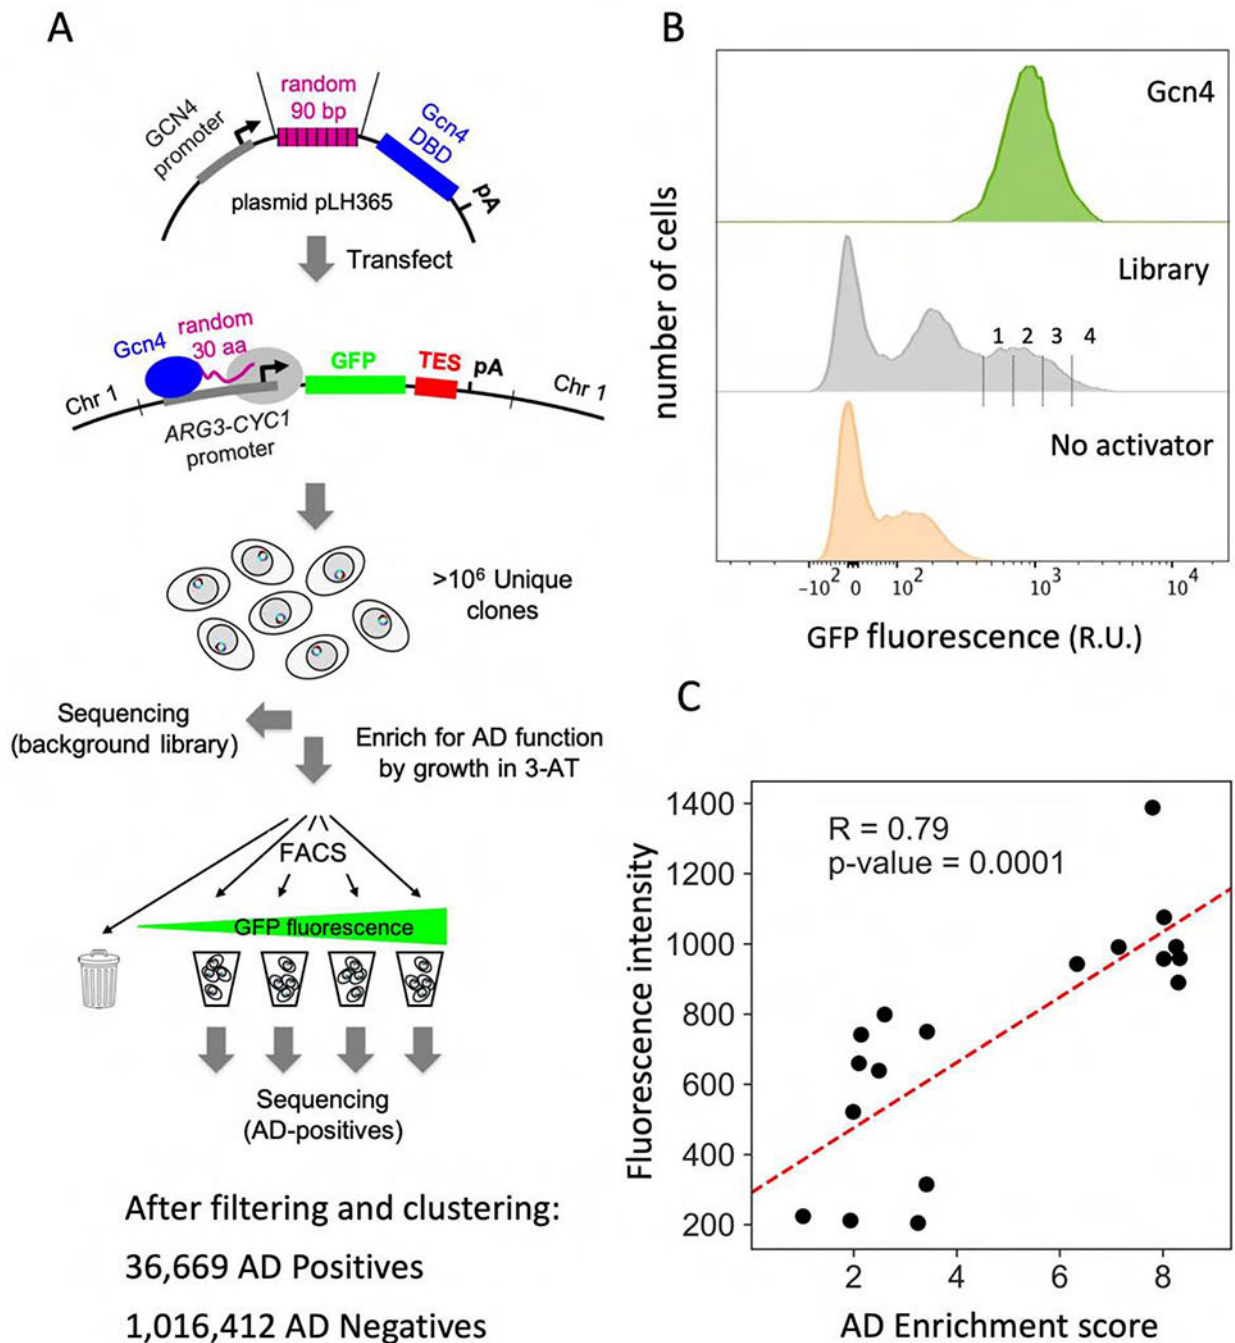 A
random
90 bp
GCN4
promoter
Gcn4
DBD
pA
plasmid pLH365
Transfect
Gcn4
random
30 aa
GFP
TES
pA
Chr 1
Chr 1
ARG3-CYC1
promoter
>10⁶ Unique
clones
Sequencing
(background library)
Enrich for AD function
by growth in 3-AT
FACS
GFP fluorescence
Sequencing
(AD-positives)
After filtering and clustering:
36,669 AD Positives
1,016,412 AD Negatives
B
number of cells
Gcn4
Library
1 2 3 4
No activator
−10² 0 10² 10³ 10⁴
GFP fluorescence (R.U.)
C
Fluorescence intensity
1400
1200
1000
800
600
400
200
R = 0.79
p-value = 0.0001
2 4 6 8
AD Enrichment score